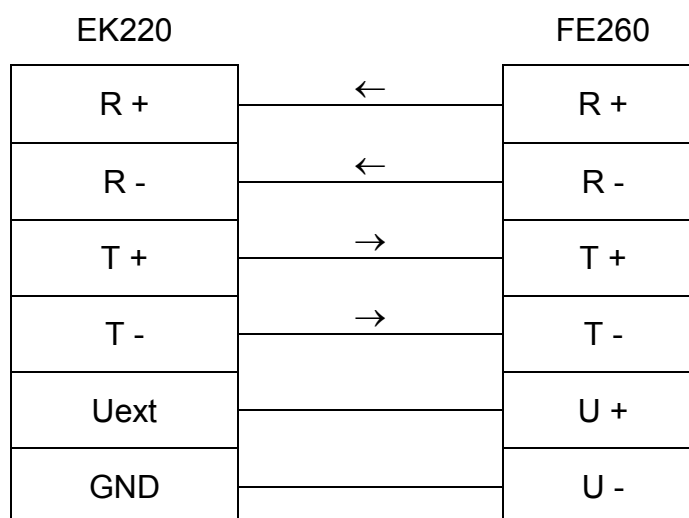 EK220 FE260
R + ← R +
R - ← R -
T + → T +
T - → T -
Uext U +
GND U -